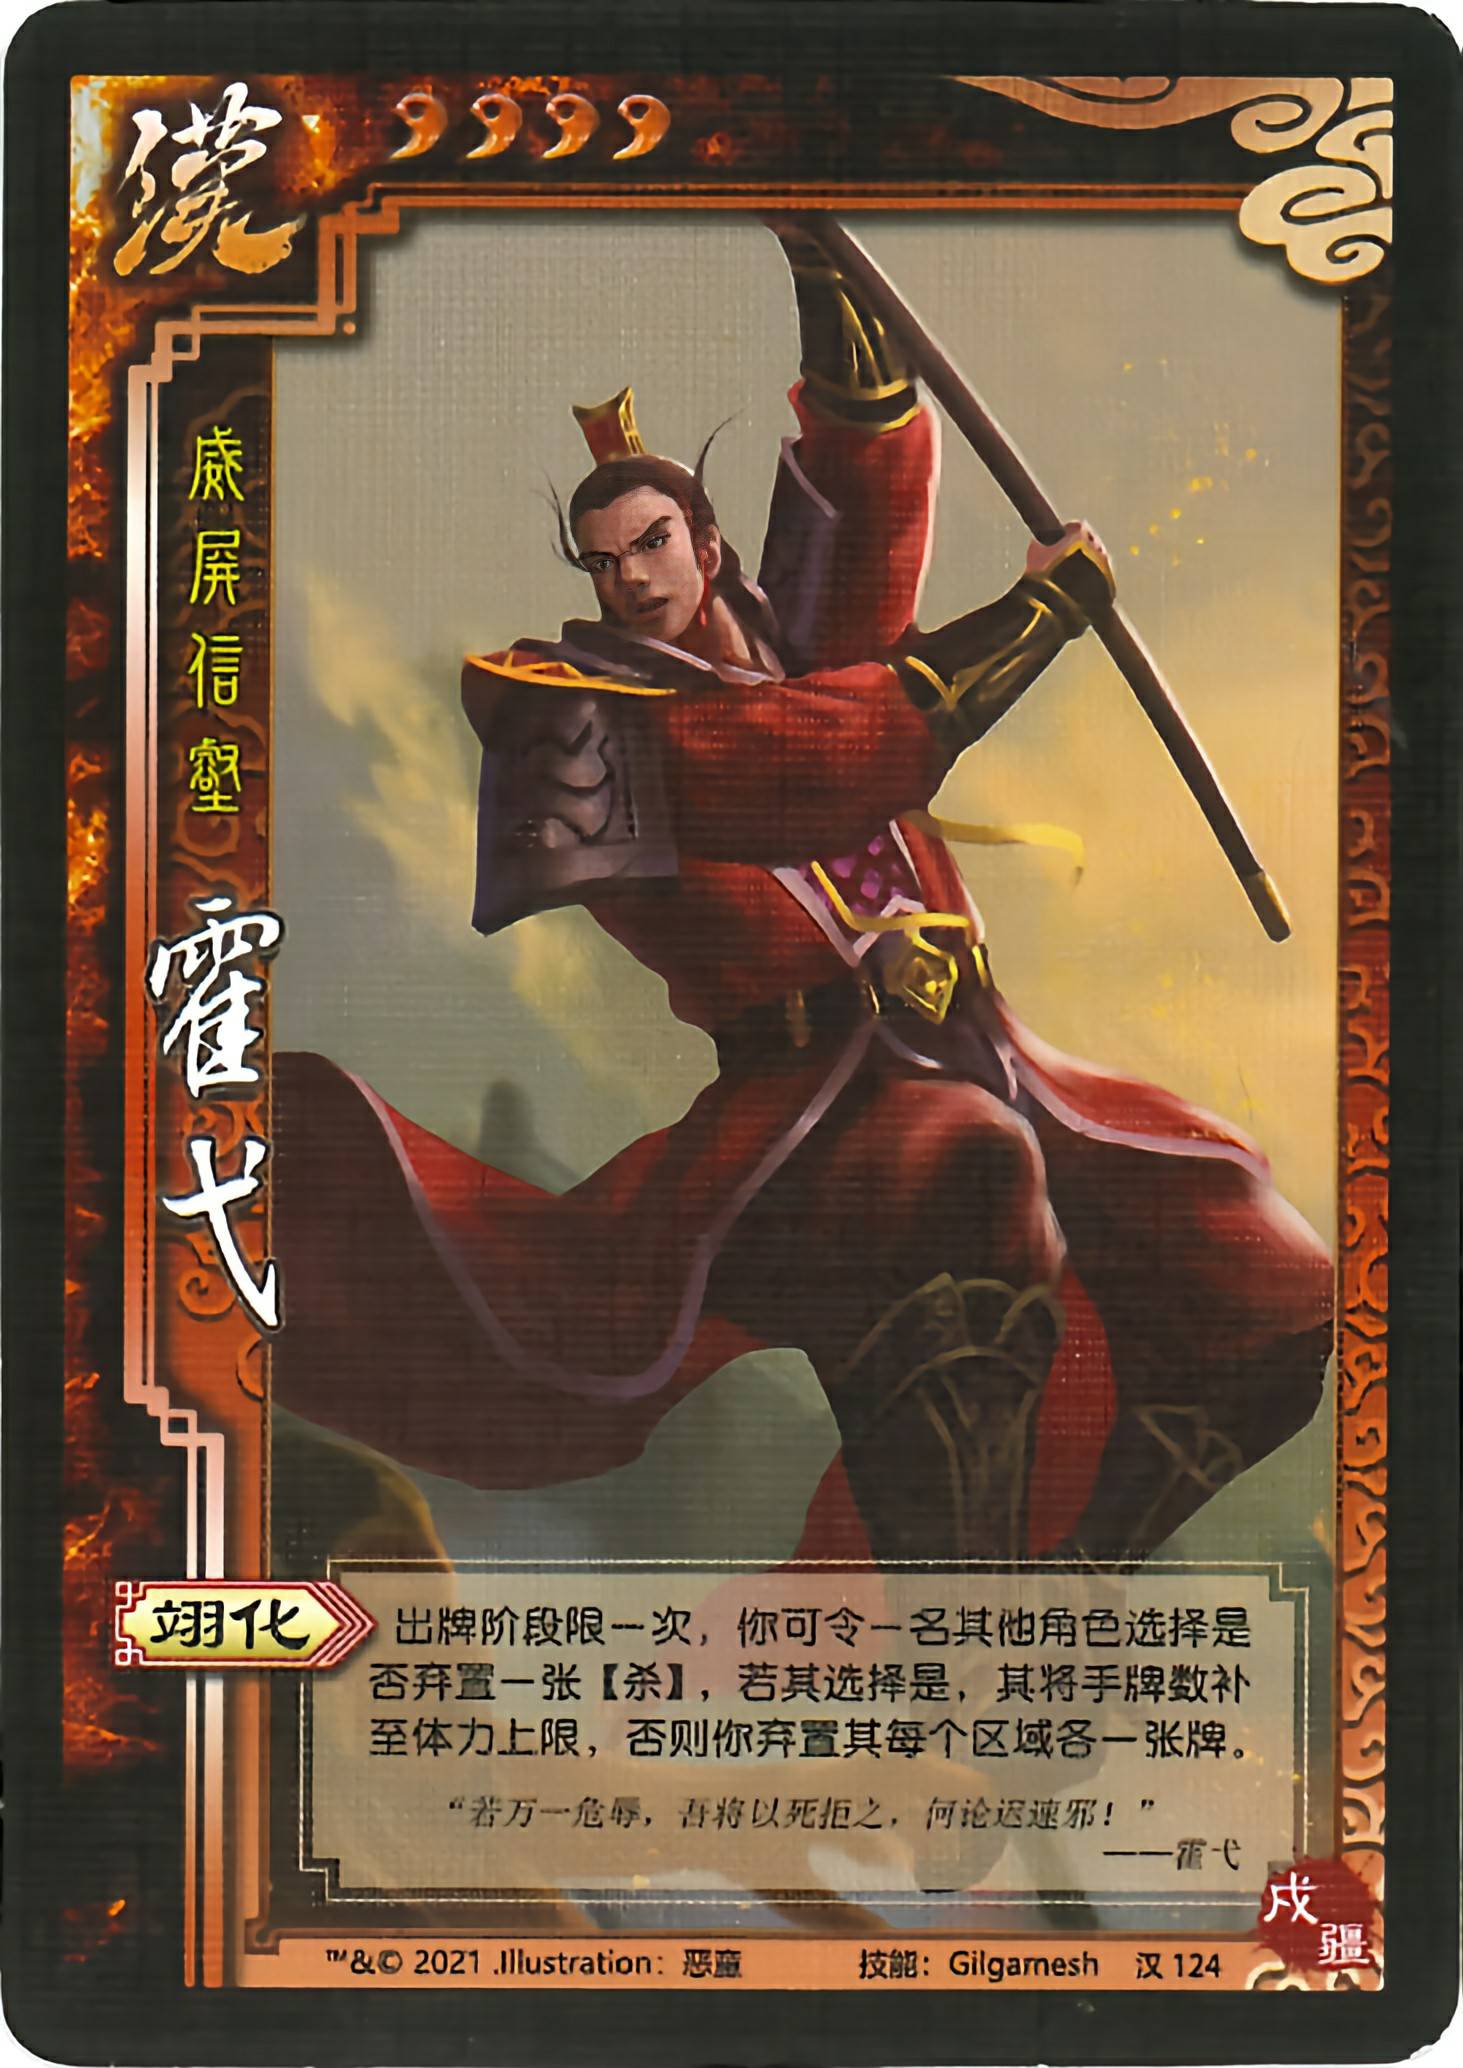 汉
威屏信壑
霍弋
翊化
出牌阶段限一次，你可令一名其他角色选择是
否弃置一张【杀】，若其选择是，其将手牌数补
至体力上限，否则你弃置其每个区域各一张牌。
“若万一危辱，吾将以死拒之，何论迟速邪！”
——霍弋
戍疆
™&© 2021 .Illustration：恶童 技能：Gilgamesh 汉 124